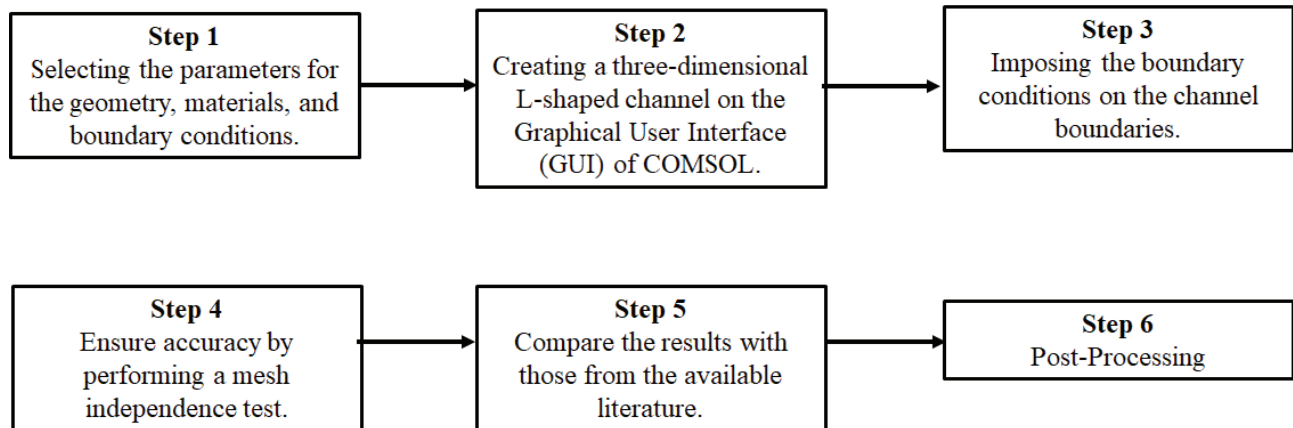 Step 1
Selecting the parameters for
the geometry, materials, and
boundary conditions.
Step 2
Creating a three-dimensional
L-shaped channel on the
Graphical User Interface
(GUI) of COMSOL.
Step 3
Imposing the boundary
conditions on the channel
boundaries.
Step 4
Ensure accuracy by
performing a mesh
independence test.
Step 5
Compare the results with
those from the available
literature.
Step 6
Post-Processing